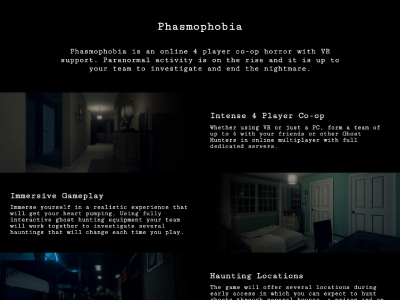 Phasmophobia
Phasmophobia is an online 4 player co-op horror with VR
support. Paranormal activity is on the rise and it is up to
your team to investigate and end the nightmare.
Intense 4 Player Co-op
Whether using VR or just a PC, form a team of
up to 4 with your friends or other Ghost
Hunters in online multiplayer with full
dedicated servers.
Immersive Gameplay
Immerse yourself in a realistic experience that
will get your heart pumping. Using fully
interactive ghost hunting equipment your team
will work together to investigate several
hauntings that will change each time you play.
Haunting Locations
The game will offer several locations during
early access in which you can expect to hunt